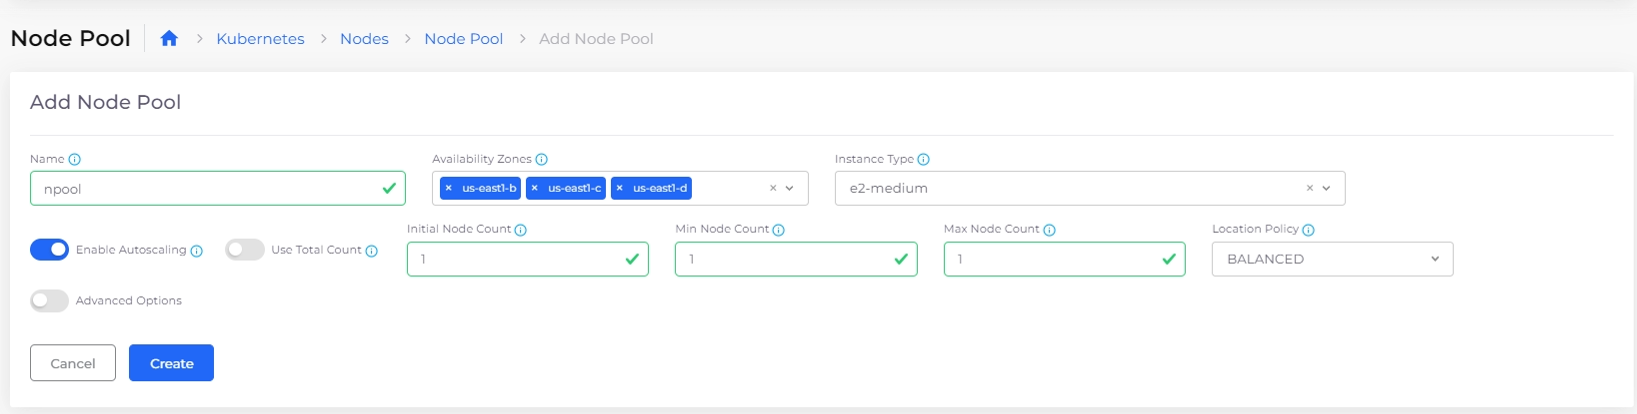 Node Pool > Kubernetes > Nodes > Node Pool > Add Node Pool
Add Node Pool
Name Availability Zones Instance Type
npool × us-east1-b × us-east1-c × us-east1-d × e2-medium ×
Initial Node Count Min Node Count Max Node Count Location Policy
Enable Autoscaling Use Total Count 1 1 1 BALANCED
Advanced Options
Cancel Create